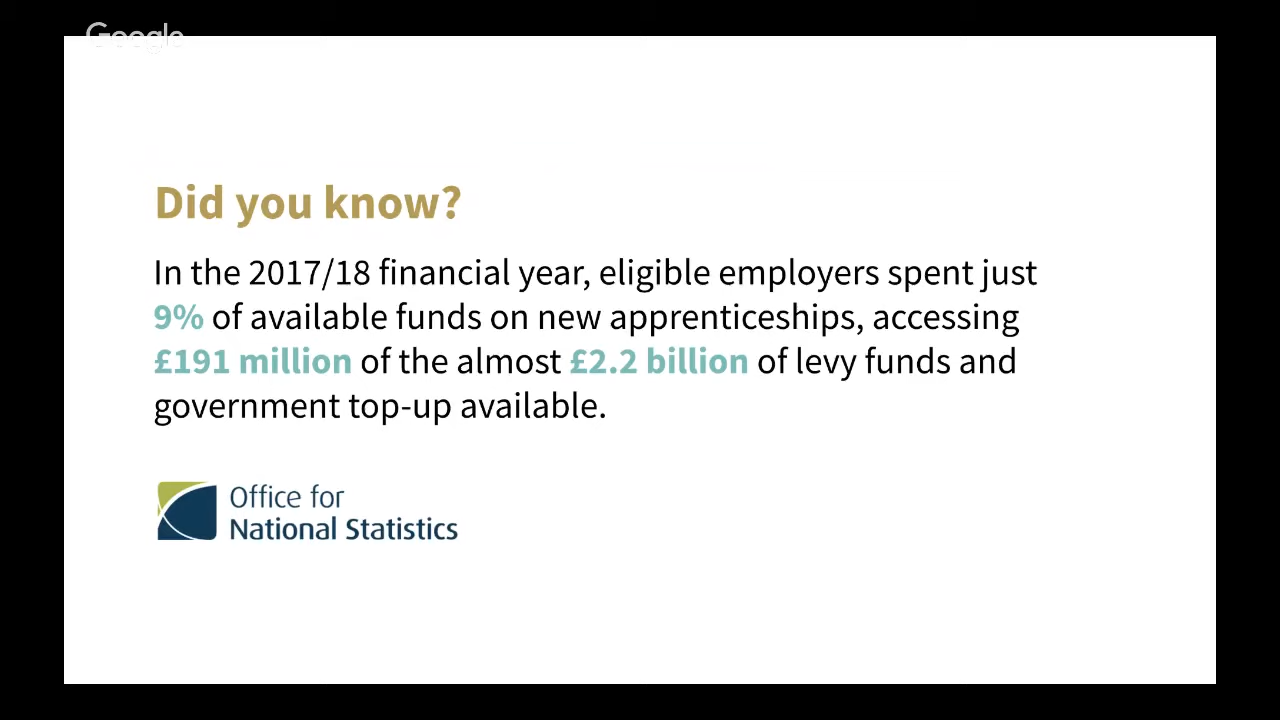 Google
Did you know?
In the 2017/18 financial year, eligible employers spent just
9% of available funds on new apprenticeships, accessing
£191 million of the almost £2.2 billion of levy funds and
government top-up available.
Office for
National Statistics